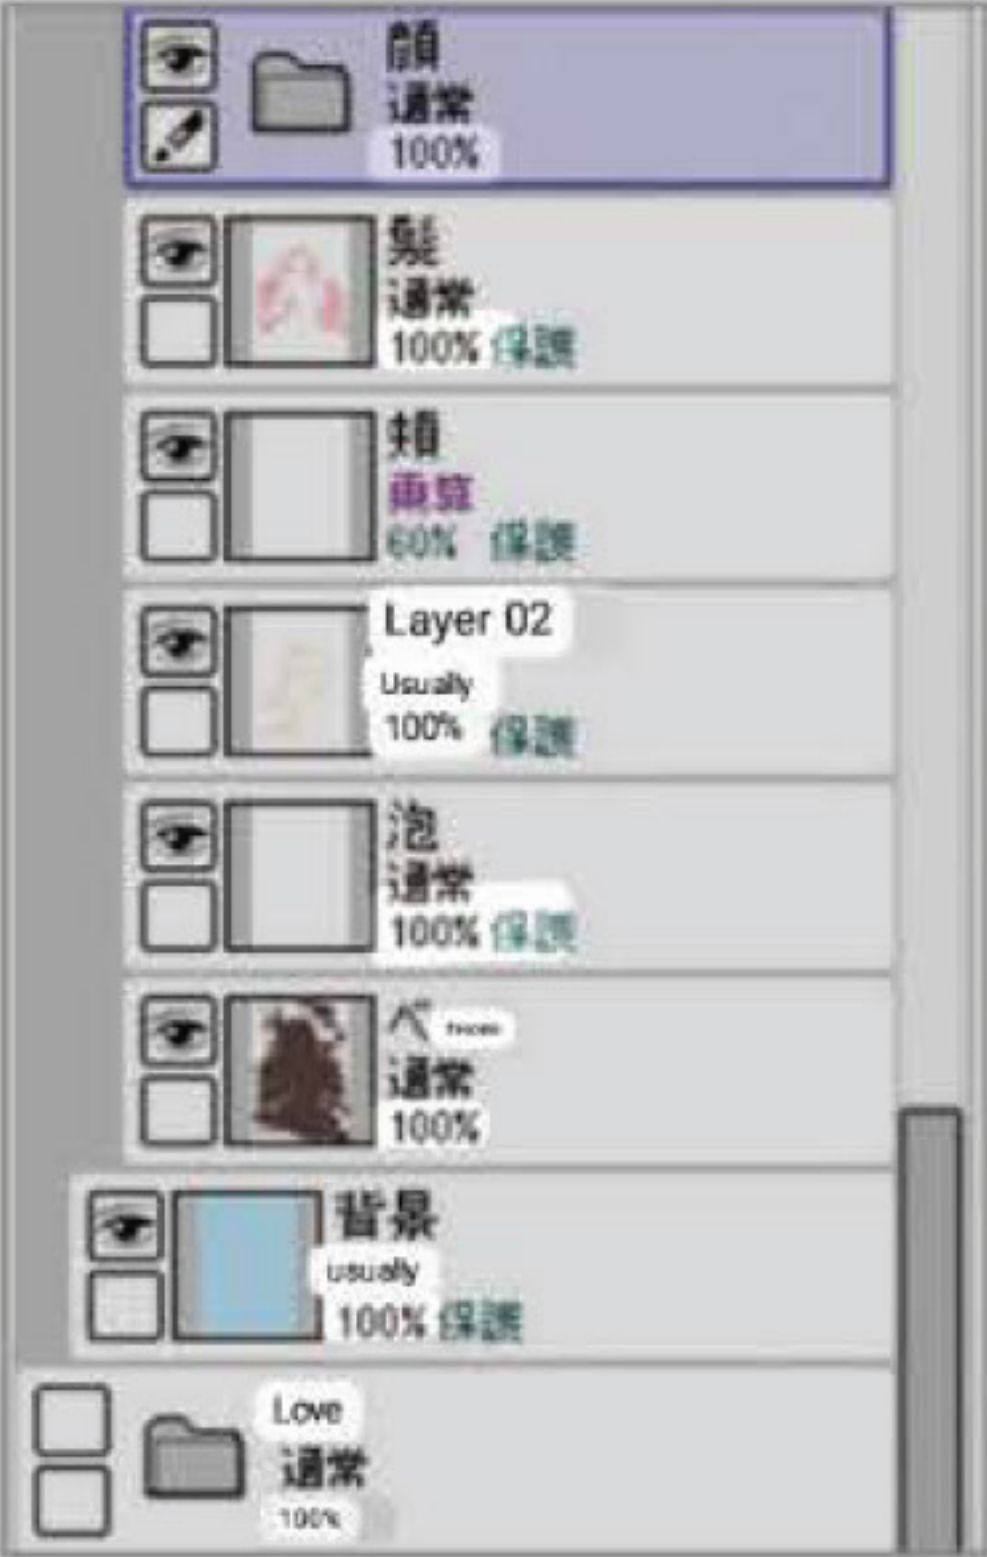 顔
通常
100%
髪
通常
100% 保護
頬
乗算
60% 保護
Layer 02
Usually
100% 保護
泡
通常
100% 保護
ベ
通常
100%
背景
usually
100% 保護
Love
通常
100%